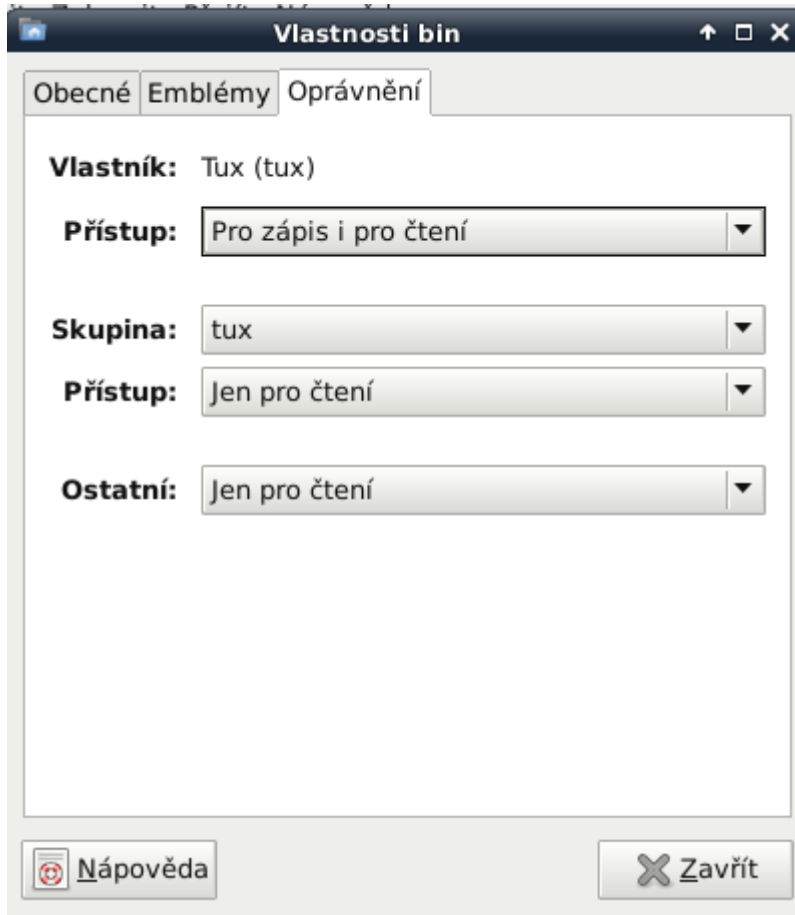 Vlastnosti bin
Obecné Emblémy Oprávnění
Vlastník: Tux (tux)
Přístup: Pro zápis i pro čtení
Skupina: tux
Přístup: Jen pro čtení
Ostatní: Jen pro čtení
Nápověda Zavřít